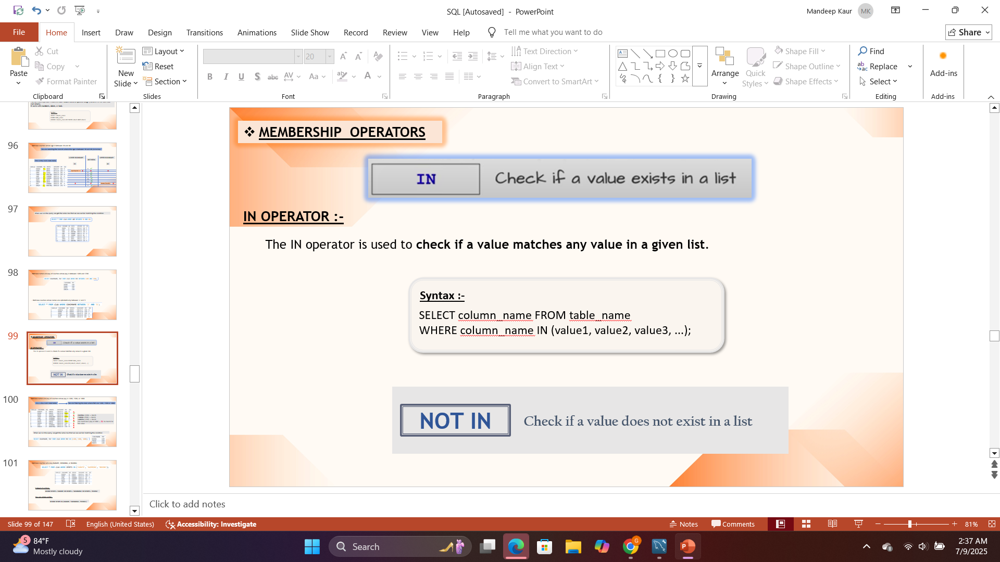 SQL [Autosaved] - PowerPoint
Mandeep Kaur
MK
File
Home
Insert
Draw
Design
Transitions
Animations
Slide Show
Record
Review
View
Help
Tell me what you want to do
Share
Paste
Cut
Copy
Format Painter
Clipboard
New Slide
Layout
Reset
Section
Slides
20
Font
Paragraph
Text Direction
Align Text
Convert to SmartArt
Arrange
Quick Styles
Shape Fill
Shape Outline
Shape Effects
Drawing
Find
Replace
Select
Editing
Add-ins
Add-ins
96
97
98
99
100
101
❖ MEMBERSHIP OPERATORS
IN Check if a value exists in a list
IN OPERATOR :-
The IN operator is used to check if a value matches any value in a given list.
Syntax :-
SELECT column_name FROM table_name
WHERE column_name IN (value1, value2, value3, ...);
NOT IN Check if a value does not exist in a list
Click to add notes
Slide 99 of 147
English (United States)
Accessibility: Investigate
Notes
Comments
81%
5
84°F
Mostly cloudy
Search
2:37 AM
7/9/2025